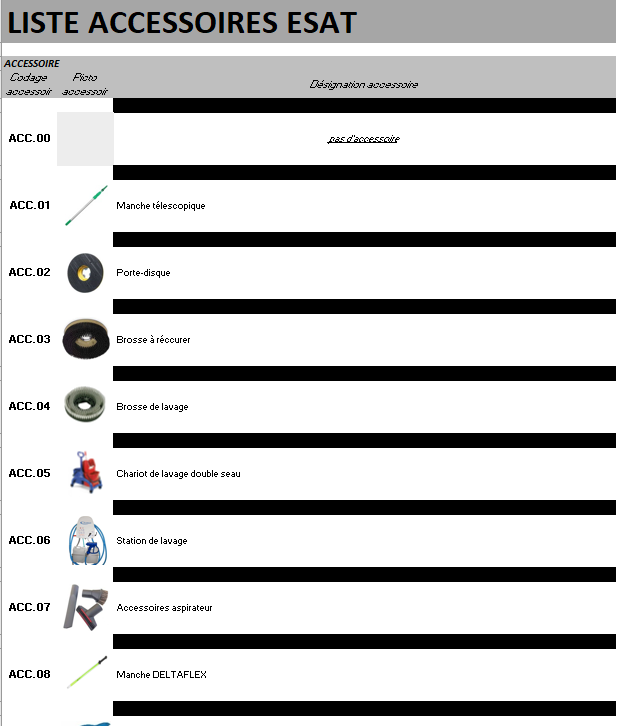 LISTE ACCESSOIRES ESAT
ACCESSOIRE
Codage accessoir
Picto accessoir
Désignation accessoire
ACC.00 pas d'accessoire
ACC.01 Manche télescopique
ACC.02 Porte-disque
ACC.03 Brosse à réccurer
ACC.04 Brosse de lavage
ACC.05 Chariot de lavage double seau
ACC.06 Station de lavage
ACC.07 Accessoires aspirateur
ACC.08 Manche DELTAFLEX